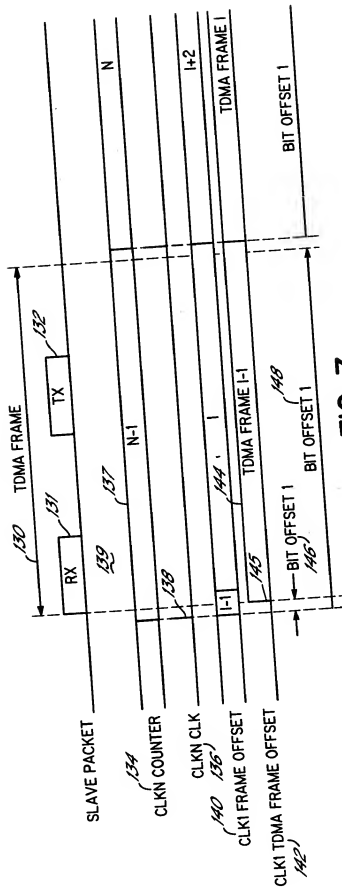 130 TDMA FRAME
RX 131
TX 132
SLAVE PACKET
139
134
CLKN COUNTER
137
N-1
N
138
CLKN CLK
136
I
I+2
140
CLK1 FRAME OFFSET
I-1
144
TDMA FRAME I-1
TDMA FRAME I
CLK1 TDMA FRAME OFFSET
142
145
BIT OFFSET 1
146
BIT OFFSET 1
148
BIT OFFSET 1